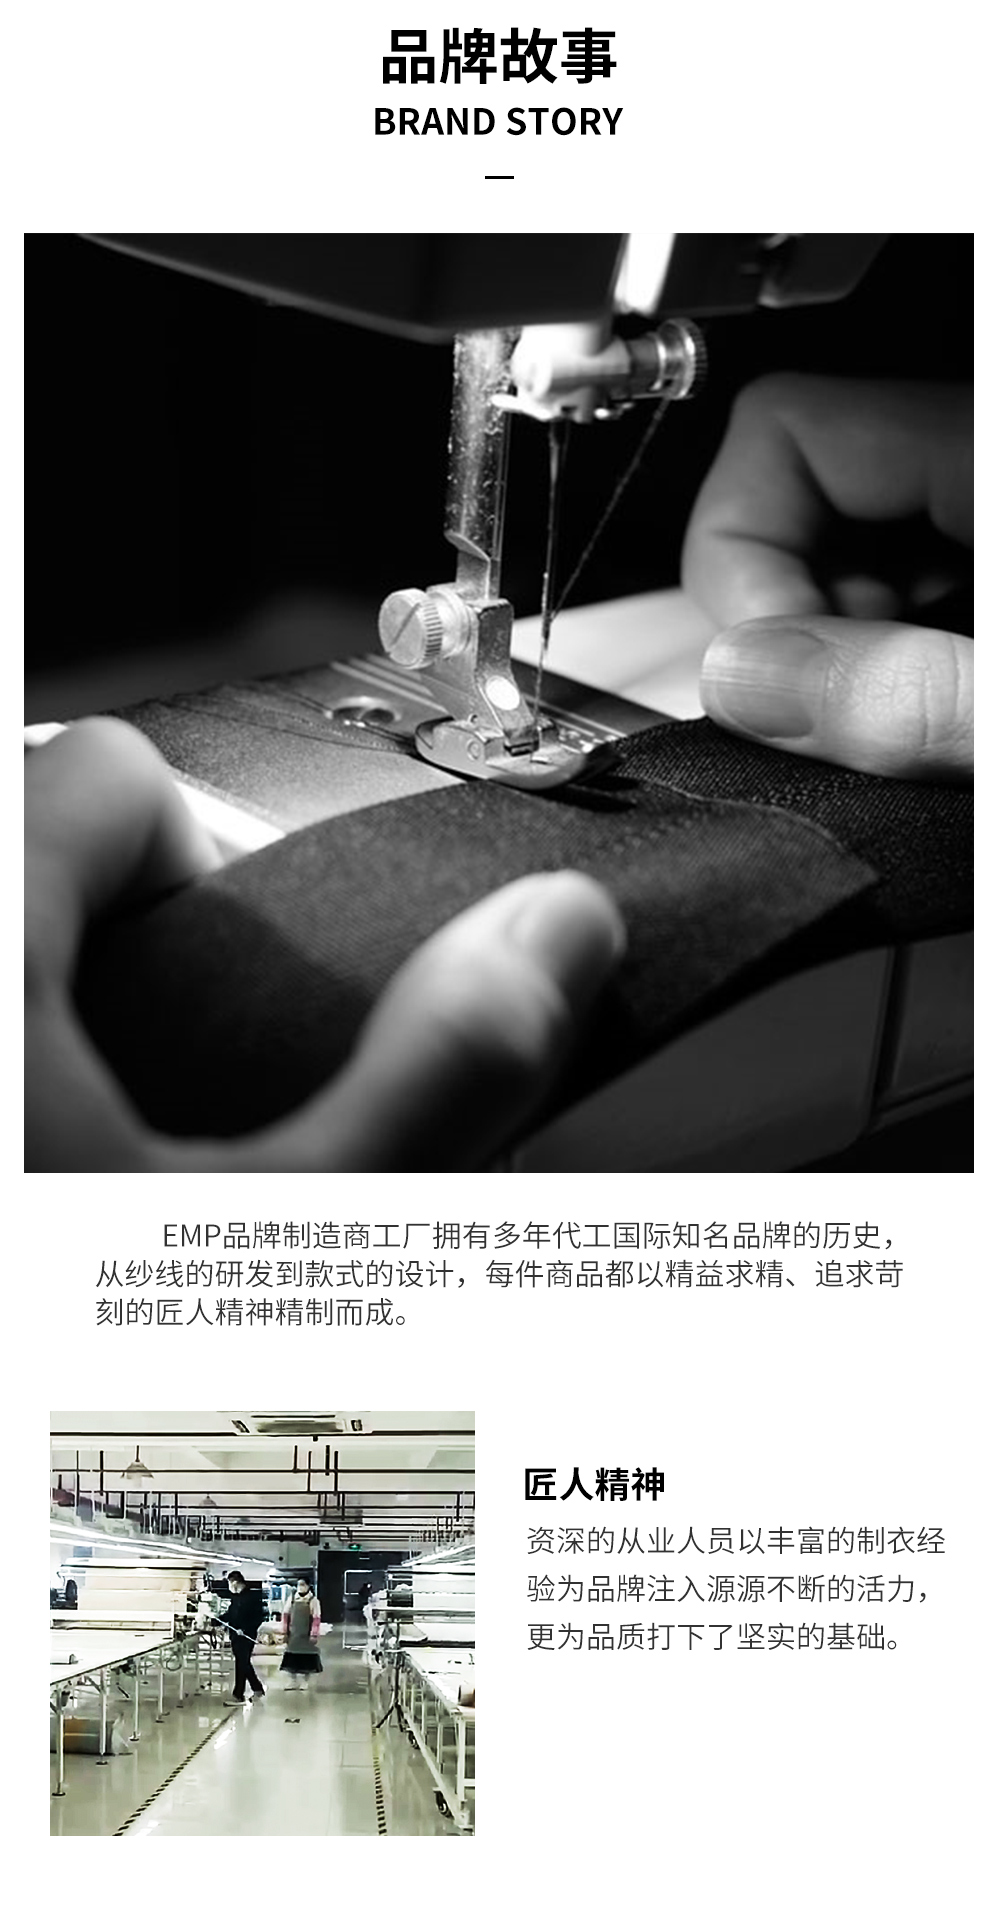 品牌故事
BRAND STORY
EMP品牌制造商工厂拥有多年代工国际知名品牌的历史，
从纱线的研发到款式的设计，每件商品都以精益求精、追求苛
刻的匠人精神精制而成。
匠人精神
资深的从业人员以丰富的制衣经
验为品牌注入源源不断的活力，
更为品质打下了坚实的基础。